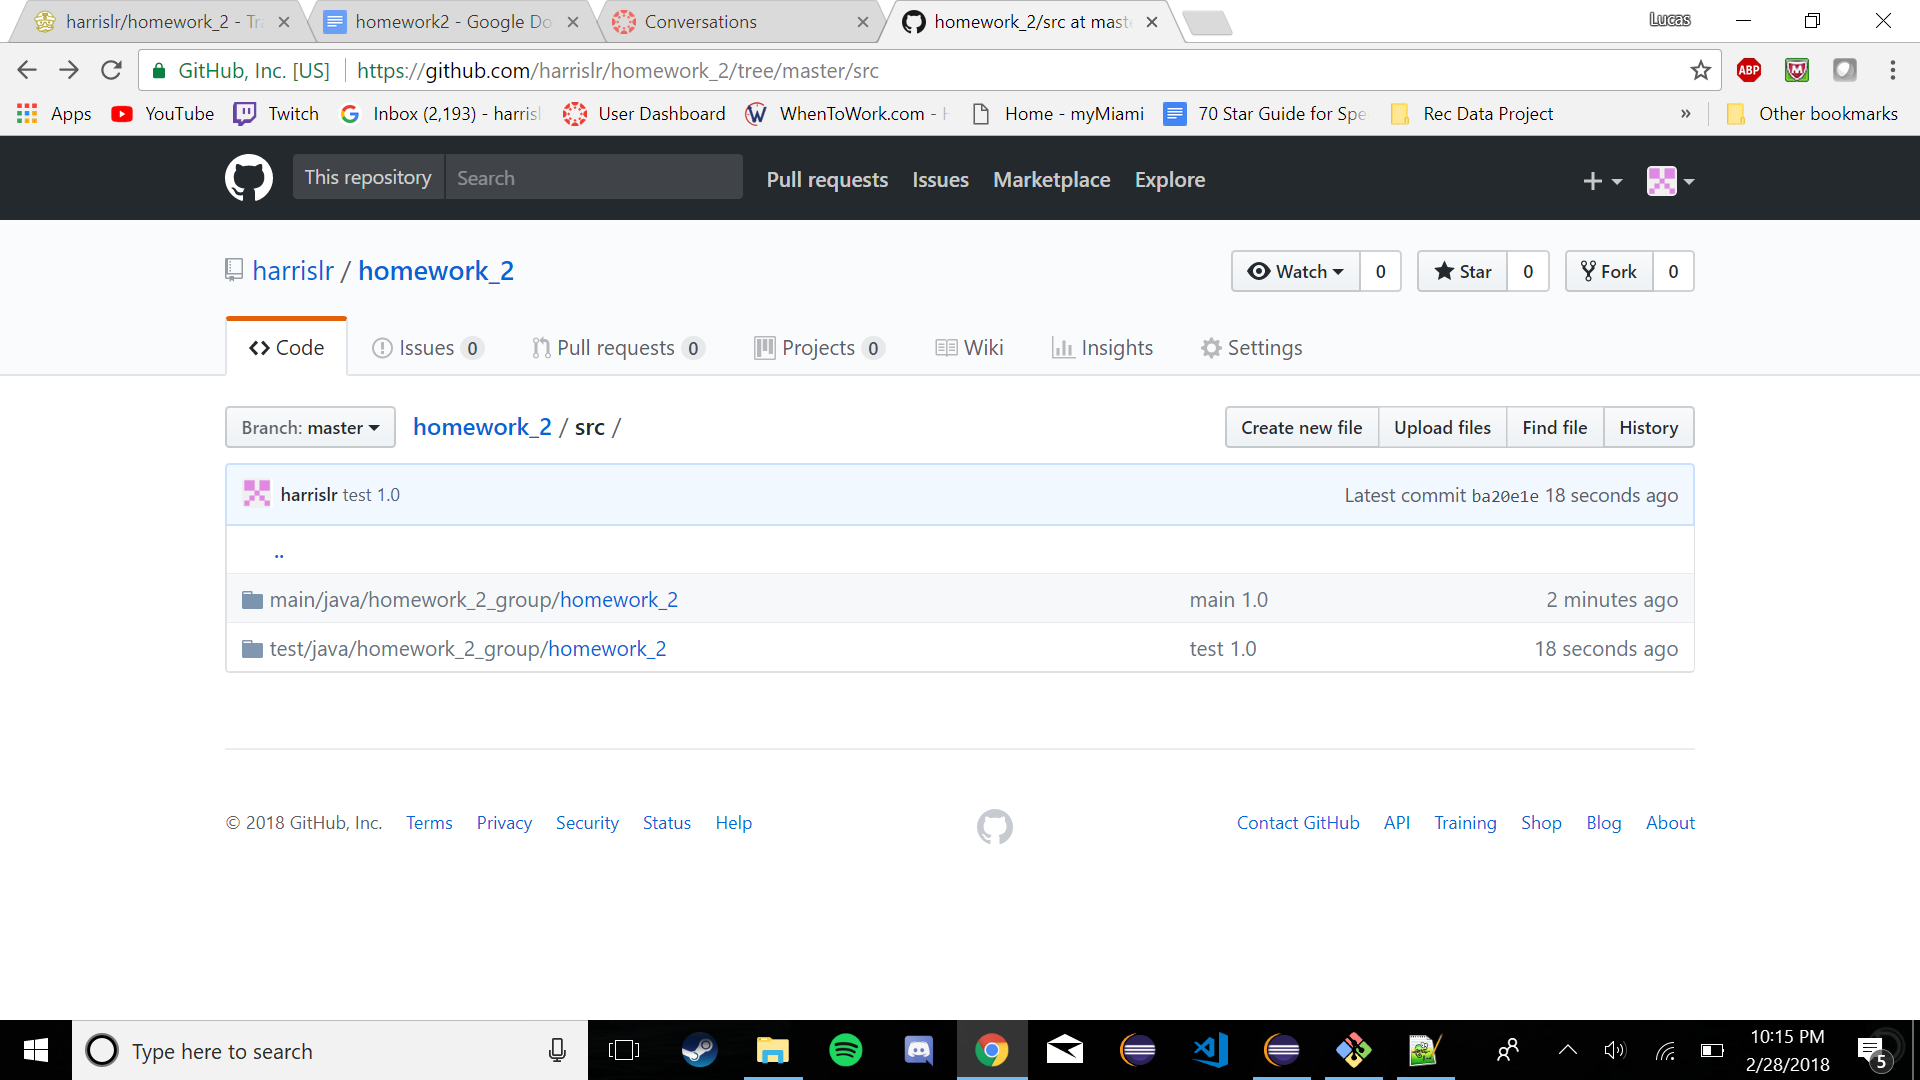 harrislr/homework_2 - Tr
homework2 - Google Do
Conversations
homework_2/src at mast
Lucas
GitHub, Inc. [US] https://github.com/harrislr/homework_2/tree/master/src
ABP
Apps YouTube Twitch Inbox (2,193) - harrisl User Dashboard WhenToWork.com - Home - myMiami 70 Star Guide for Spe Rec Data Project » Other bookmarks
This repository Search Pull requests Issues Marketplace Explore
harrislr / homework_2
Watch 0 Star 0 Fork 0
Code Issues 0 Pull requests 0 Projects 0 Wiki Insights Settings
Branch: master homework_2 / src / Create new file Upload files Find file History
harrislr test 1.0 Latest commit ba20e1e 18 seconds ago
..
main/java/homework_2_group/homework_2 main 1.0 2 minutes ago
test/java/homework_2_group/homework_2 test 1.0 18 seconds ago
© 2018 GitHub, Inc. Terms Privacy Security Status Help Contact GitHub API Training Shop Blog About
Type here to search
10:15 PM
2/28/2018
5